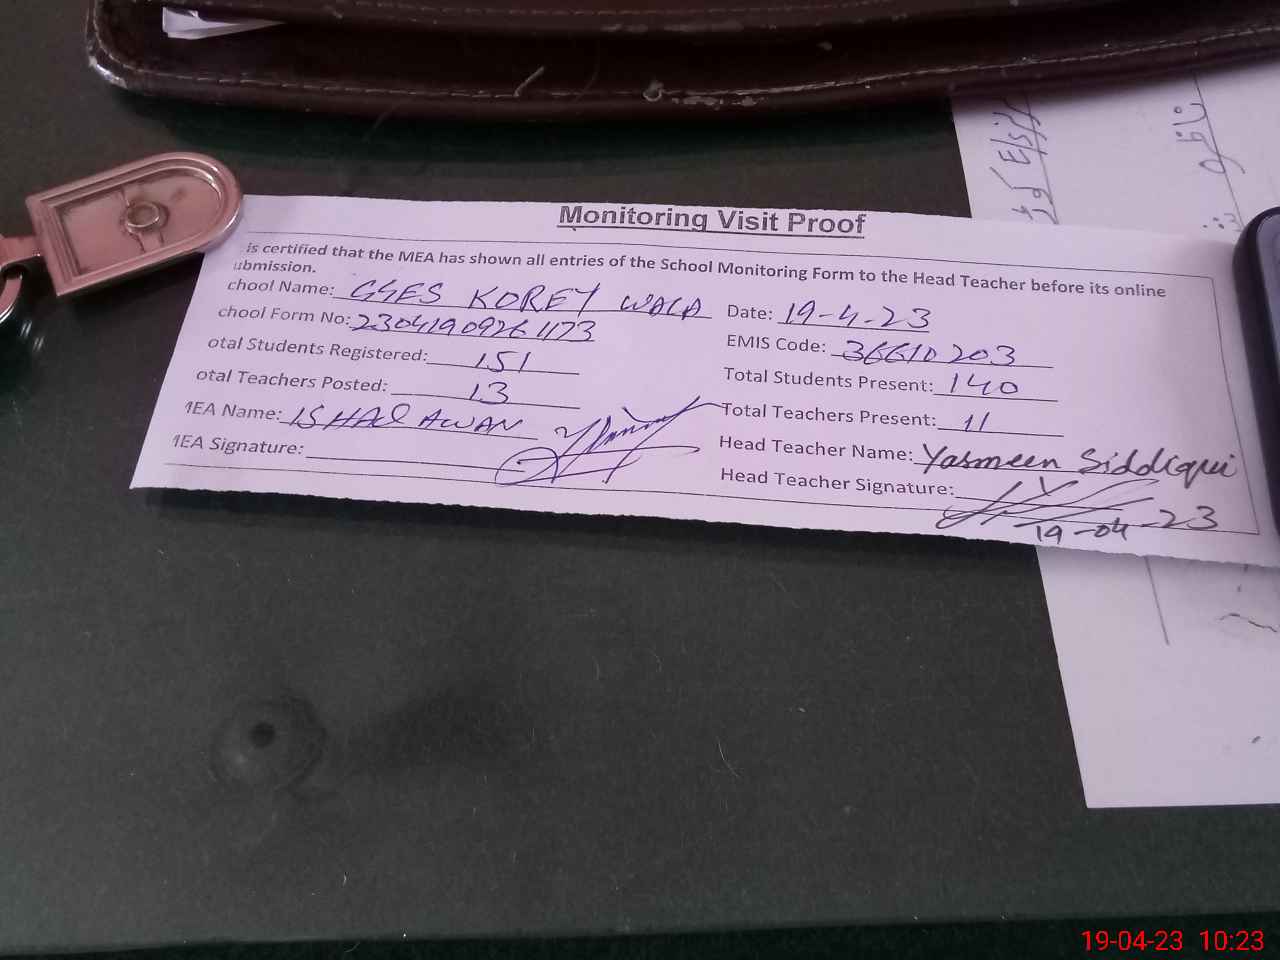 Monitoring Visit Proof
is certified that the MEA has shown all entries of the School Monitoring Form to the Head Teacher before its online
ubmission.
chool Name: GGES KOREY WALA Date: 19-4-23
chool Form No: EMIS Code: 36610203
otal Students Registered: 151 Total Students Present: 140
otal Teachers Posted: 13 Total Teachers Present: 11
MEA Name: ISHAQ AWAN Head Teacher Name: Yasmeen Siddiqui
MEA Signature: Head Teacher Signature:
19-04-23
19-04-23 10:23